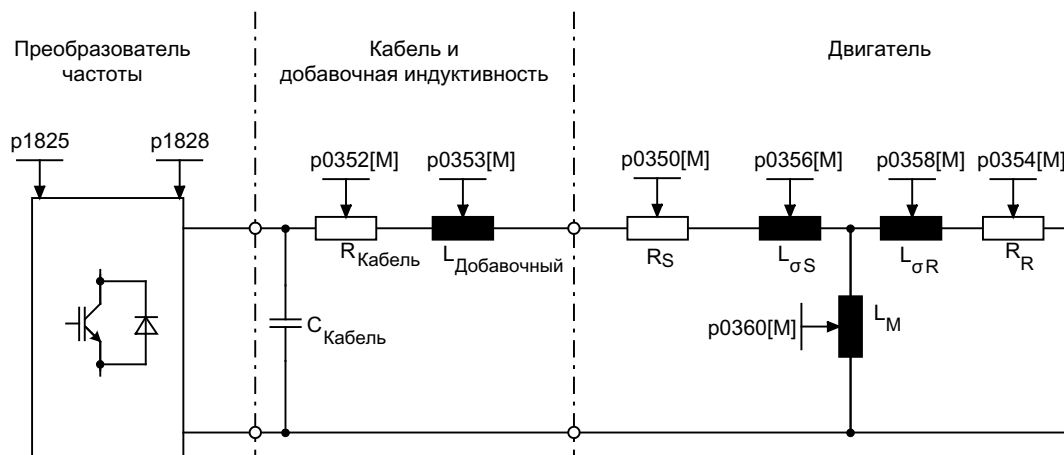 Преобразователь
частоты
Кабель и
добавочная индуктивность
Двигатель
p1825
p1828
p0352[M]
p0353[M]
p0350[M]
p0356[M]
p0358[M]
p0354[M]
RКабель
LДобавочный
RS
LσS
LσR
RR
CКабель
p0360[M]
LM